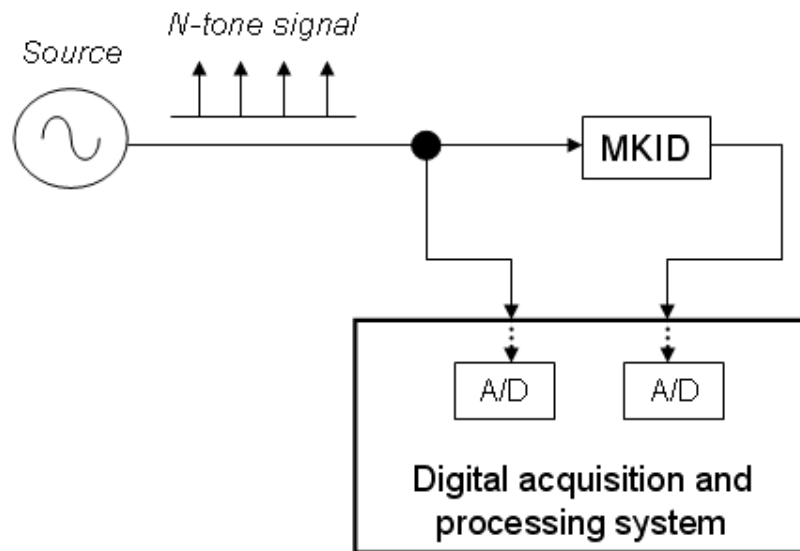 N-tone signal
Source
MKID
A/D
A/D
Digital acquisition and
processing system